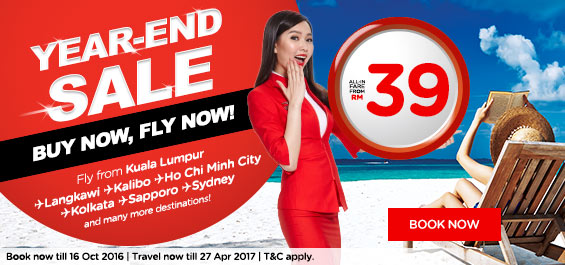 YEAR-END
SALE
BUY NOW, FLY NOW!
Fly from Kuala Lumpur
✈Langkawi ✈Kalibo ✈Ho Chi Minh City
✈Kolkata ✈Sapporo ✈Sydney
and many more destinations!
ALL-IN
FARE
FROM
RM
39
BOOK NOW
Book now till 16 Oct 2016 | Travel now till 27 Apr 2017 | T&C apply.